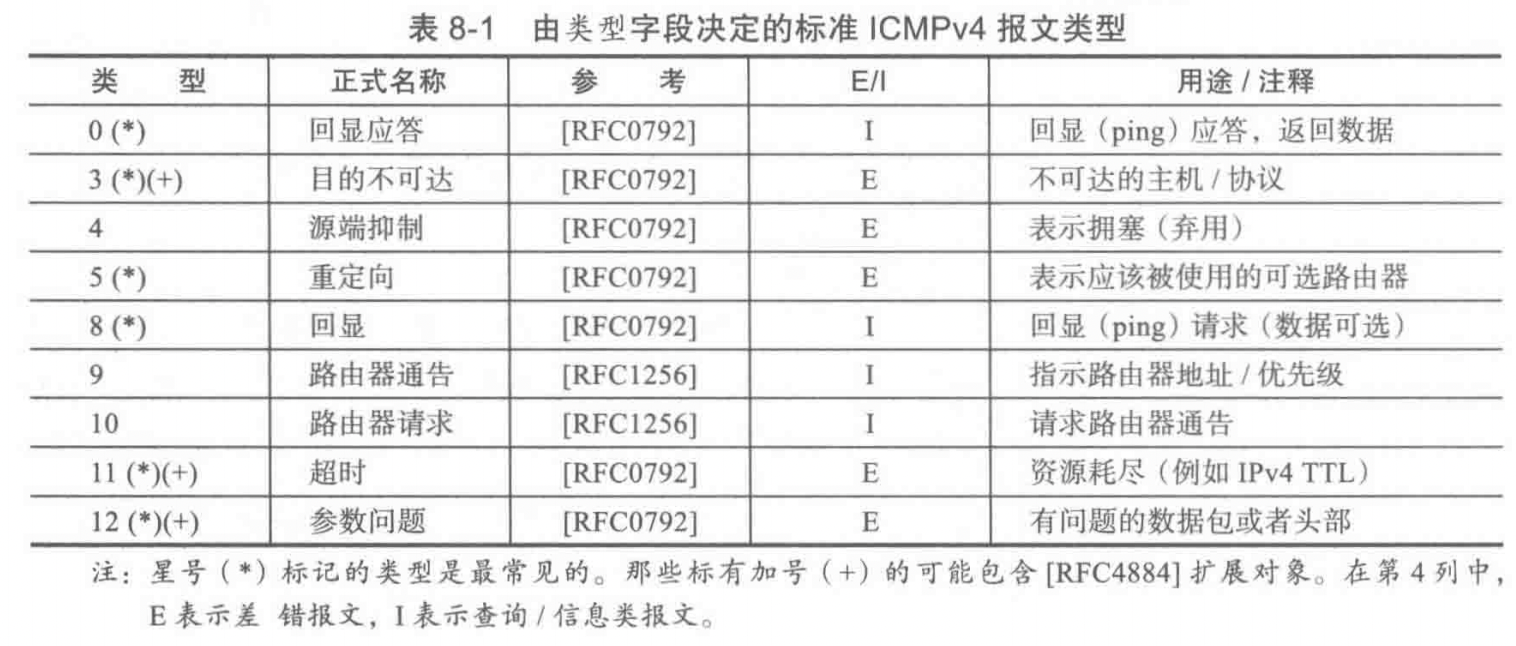 表 8-1 由类型字段决定的标准 ICMPv4 报文类型
类 型 正式名称 参 考 E/I 用途 / 注释
0 (*) 回显应答 [RFC0792] I 回显（ping）应答，返回数据
3 (*)(+) 目的不可达 [RFC0792] E 不可达的主机 / 协议
4 源端抑制 [RFC0792] E 表示拥塞（弃用）
5 (*) 重定向 [RFC0792] E 表示应该被使用的可选路由器
8 (*) 回显 [RFC0792] I 回显（ping）请求（数据可选）
9 路由器通告 [RFC1256] I 指示路由器地址 / 优先级
10 路由器请求 [RFC1256] I 请求路由器通告
11 (*)(+) 超时 [RFC0792] E 资源耗尽（例如 IPv4 TTL）
12 (*)(+) 参数问题 [RFC0792] E 有问题的数据包或者头部
注：星号（*）标记的类型是最常见的。那些标有加号（+）的可能包含 [RFC4884] 扩展对象。在第 4 列中，
E 表示差 错报文，I 表示查询 / 信息类报文。